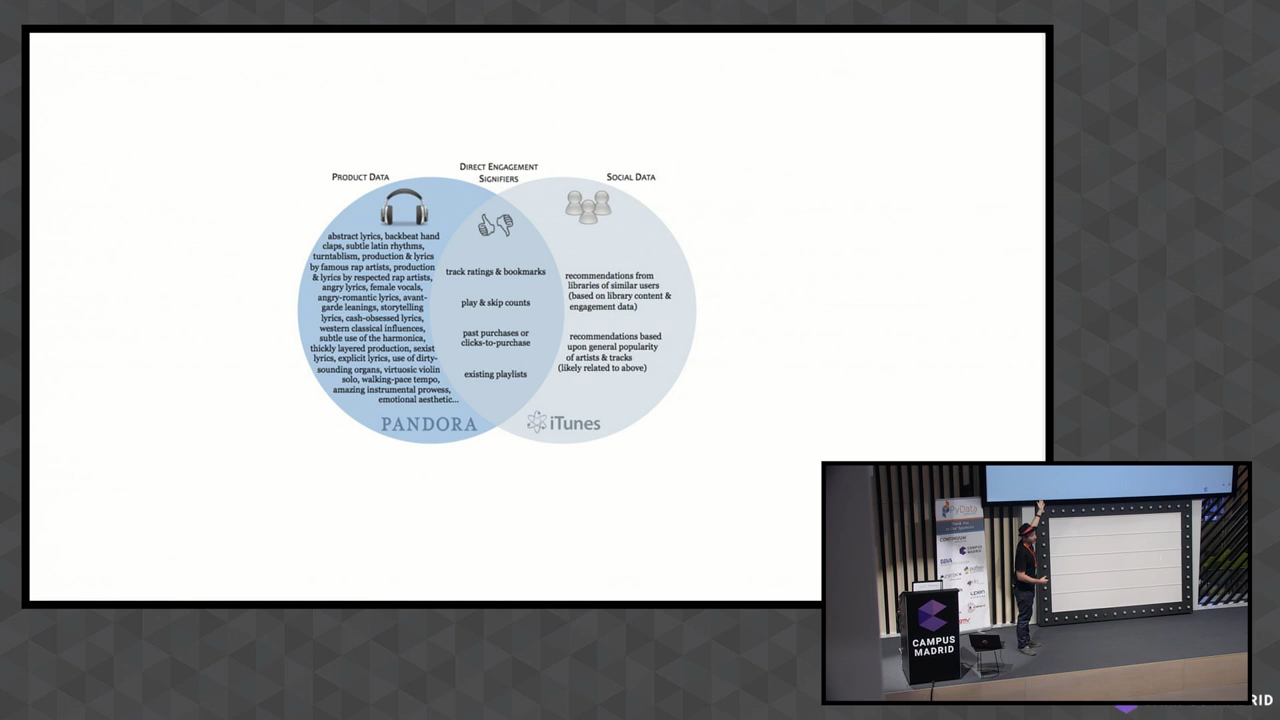 PRODUCT DATA
DIRECT ENGAGEMENT
SIGNIFIERS
SOCIAL DATA
abstract lyrics, backbeat hand
claps, subtle latin rhythms,
turntablism, production & lyrics
by famous rap artists, production
& lyrics by respected rap artists,
angry lyrics, female vocals,
angry-romantic lyrics, avant-
garde leanings, storytelling
lyrics, cash-obsessed lyrics,
western classical influences,
subtle use of the harmonica,
thickly layered production, sexist
lyrics, explicit lyrics, use of dirty-
sounding organs, virtuosic violin
solo, walking-pace tempo,
amazing instrumental prowess,
emotional aesthetic...
PANDORA
track ratings & bookmarks
play & skip counts
past purchases or
clicks-to-purchase
existing playlists
recommendations from
libraries of similar users
(based on library content &
engagement data)
recommendations based
upon general popularity
of artists & tracks
(likely related to above)
iTunes
PyData
CONTINUUM
CAMPUS
MADRID
BBVA
CAMPUS
MADRID
RID